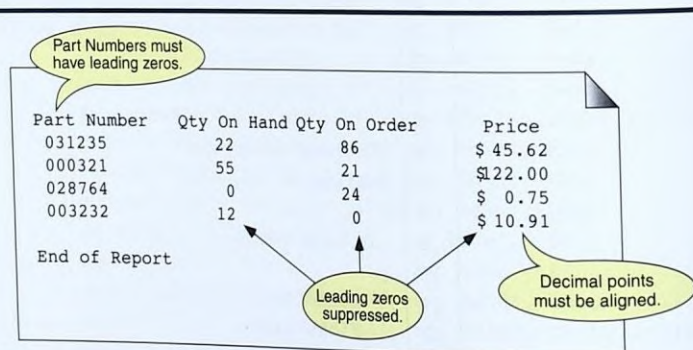 Part Numbers must
have leading zeros.
Part Number Qty On Hand Qty On Order Price
031235 22 86 $ 45.62
000321 55 21 $122.00
028764 0 24 $ 0.75
003232 12 0 $ 10.91
End of Report
Leading zeros
suppressed.
Decimal points
must be aligned.